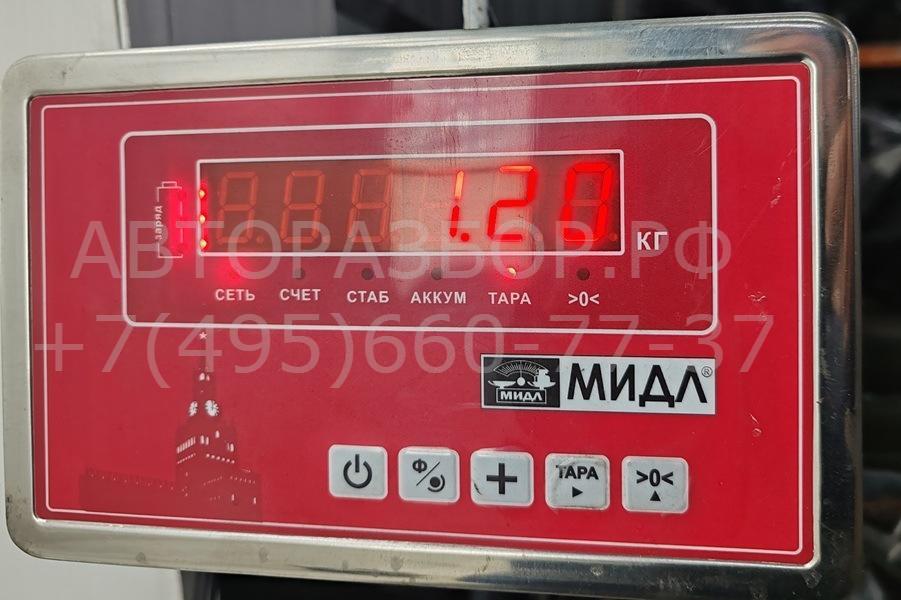 заряд
1.20
КГ
АВТОРАЗБОР.РФ
СЕТЬ СЧЕТ СТАБ АККУМ ТАРА >0<
+7(495)660-77-37
МИДЛ МИДЛ®
Ф/ + ТАРА >0<